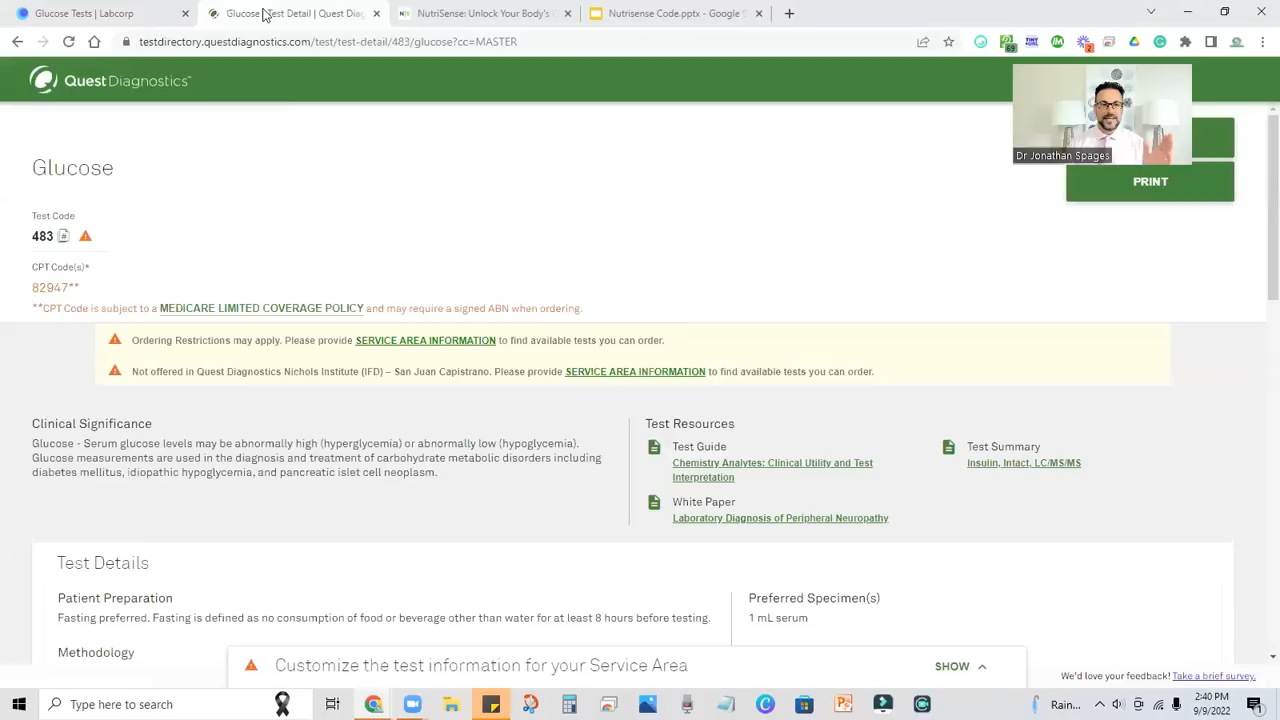 Glucose Tests | Labcorp
Glucose Test Detail | Quest Diag
NutriSense: Unlock Your Body's
Nutrisense Code.pptx - Google S
testdirectory.questdiagnostics.com/test/test-detail/483/glucose?cc=MASTER
69
TINY
2
Quest Diagnostics™
Dr Jonathan Spages
Glucose
PRINT
Test Code
483
CPT Code(s)*
82947**
**CPT Code is subject to a MEDICARE LIMITED COVERAGE POLICY and may require a signed ABN when ordering.
Ordering Restrictions may apply. Please provide SERVICE AREA INFORMATION to find available tests you can order.
Not offered in Quest Diagnostics Nichols Institute (IFD) – San Juan Capistrano. Please provide SERVICE AREA INFORMATION to find available tests you can order.
Clinical Significance
Glucose - Serum glucose levels may be abnormally high (hyperglycemia) or abnormally low (hypoglycemia).
Glucose measurements are used in the diagnosis and treatment of carbohydrate metabolic disorders including
diabetes mellitus, idiopathic hypoglycemia, and pancreatic islet cell neoplasm.
Test Resources
Test Guide
Chemistry Analytes: Clinical Utility and Test
Interpretation
White Paper
Laboratory Diagnosis of Peripheral Neuropathy
Test Summary
Insulin, Intact, LC/MS/MS
Test Details
Patient Preparation
Fasting preferred. Fasting is defined as no consumption of food or beverage other than water for at least 8 hours before testing.
Preferred Specimen(s)
1 mL serum
Methodology
Customize the test information for your Service Area
SHOW
We'd love your feedback! Take a brief survey.
Type here to search
Rain...
2:40 PM
9/9/2022
1